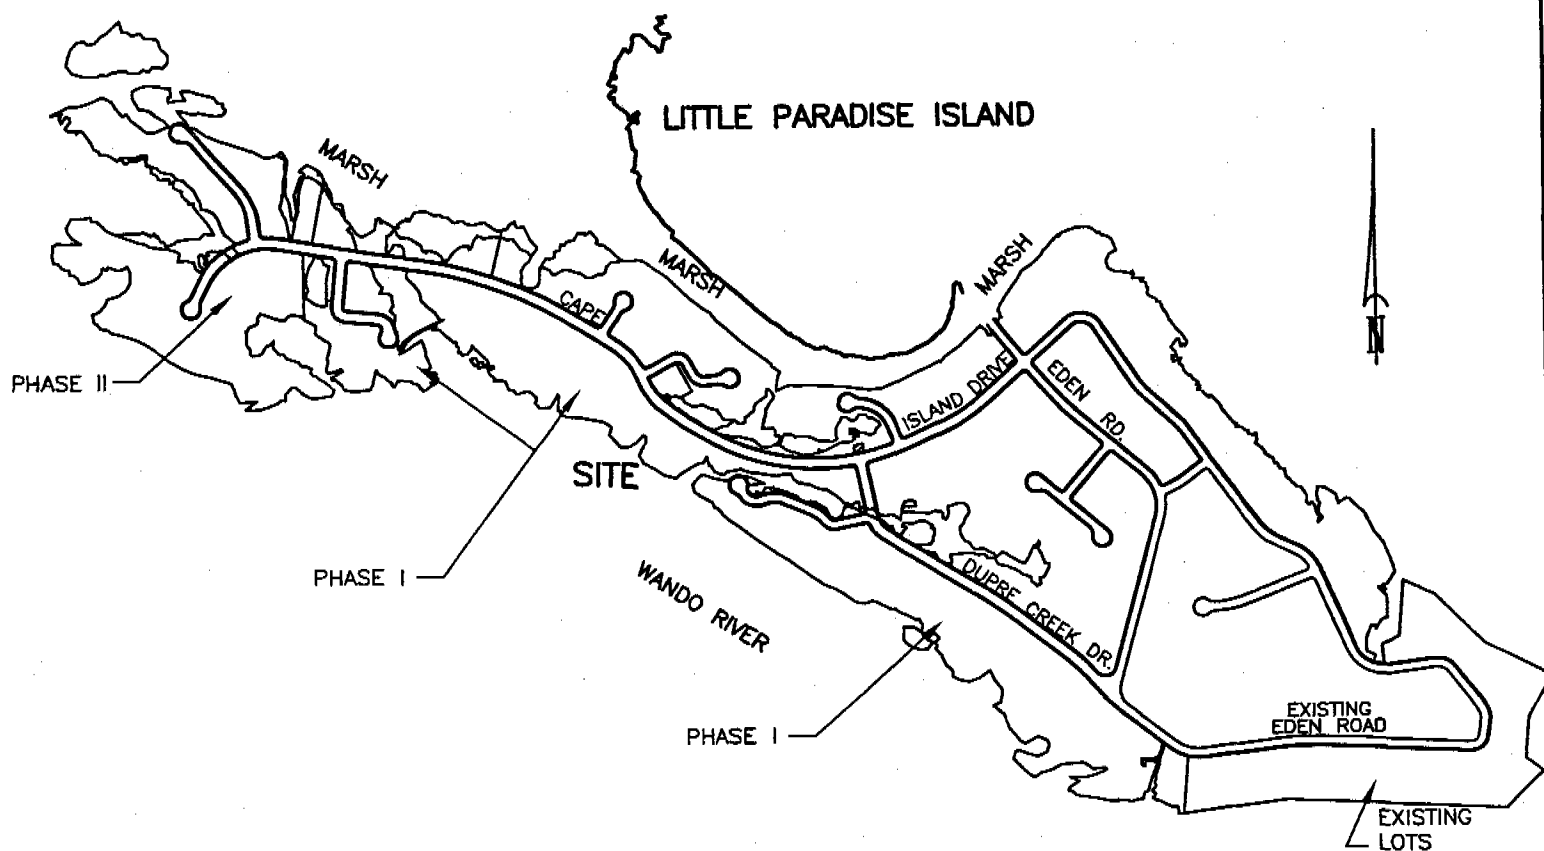 LITTLE PARADISE ISLAND
MARSH
MARSH
MARSH
N
CAPE
ISLAND DRIVE
EDEN RD.
PHASE II
SITE
PHASE I
WANDO RIVER
DUPRE CREEK DR.
PHASE I
EXISTING
EDEN ROAD
EXISTING
LOTS